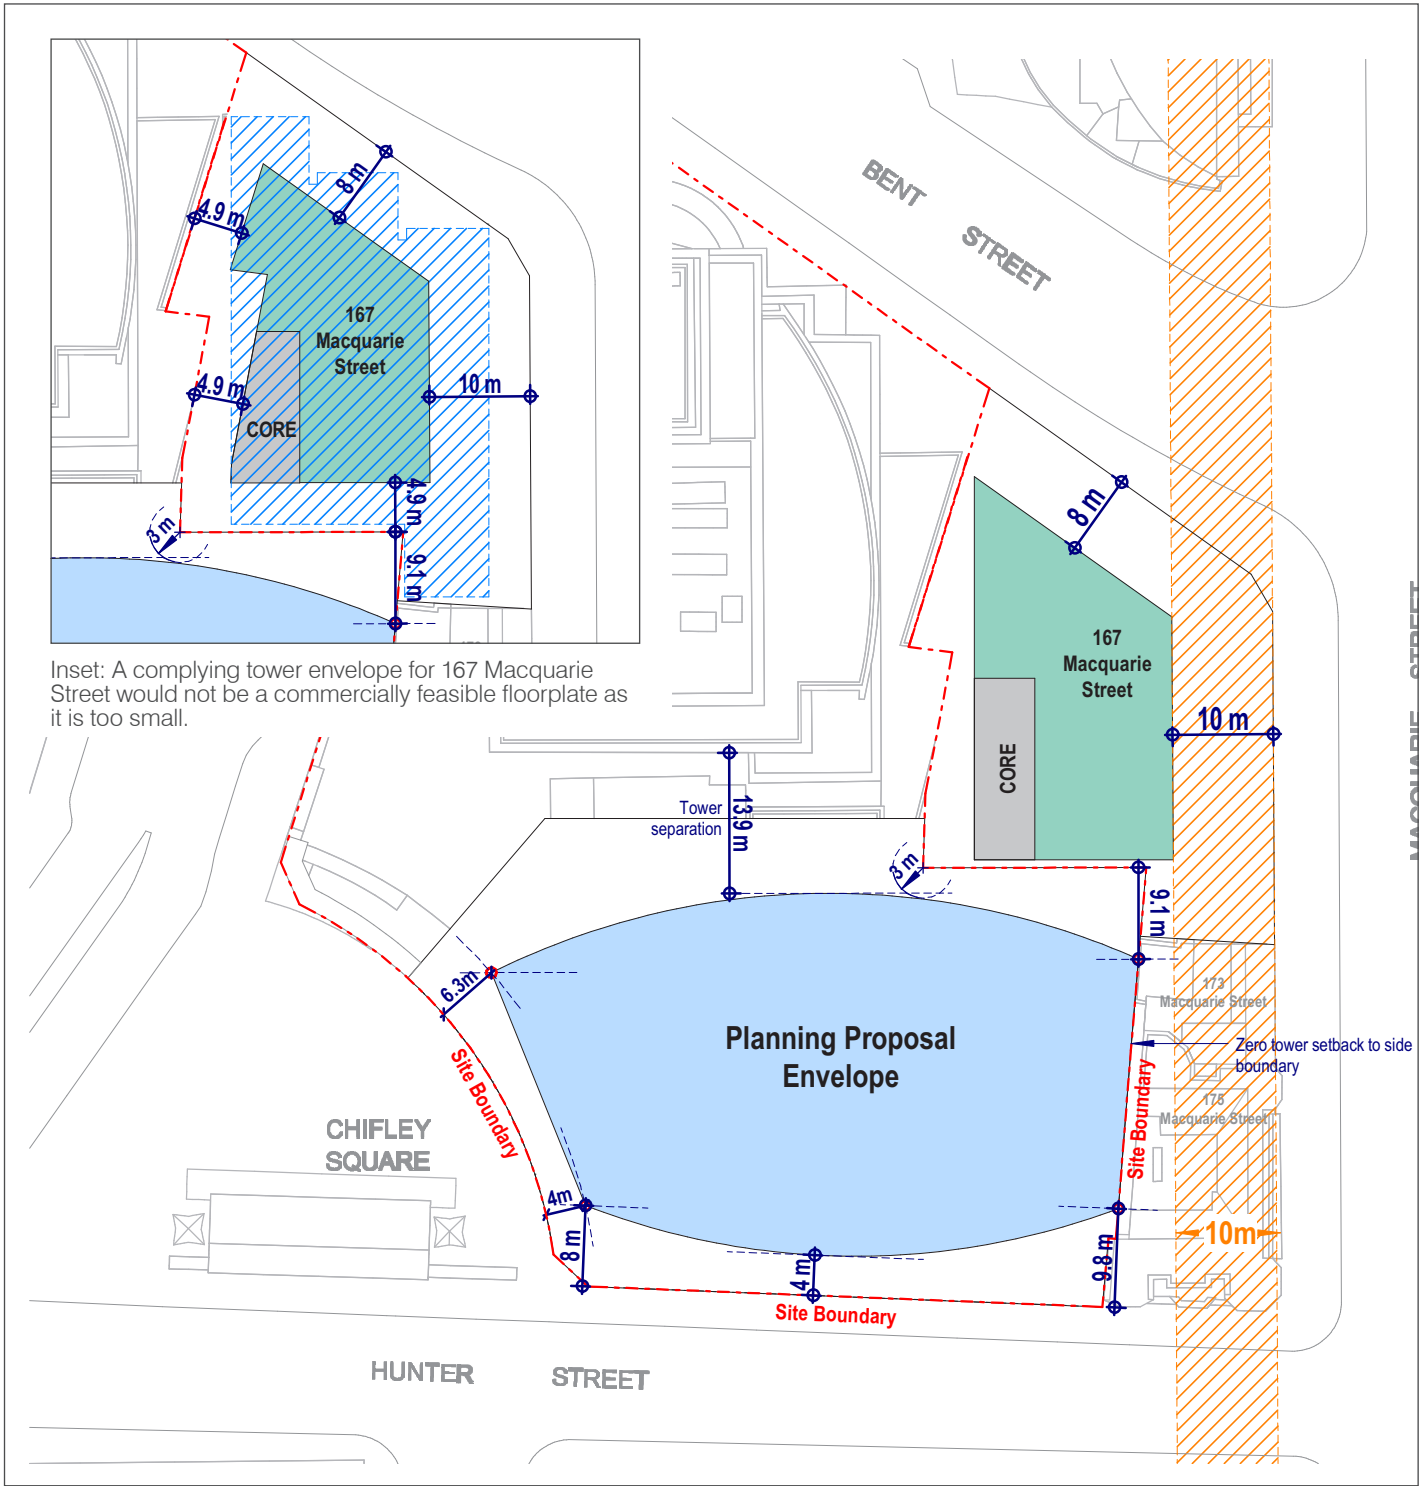 BENT
STREET
8 m
4.9 m
167
Macquarie
Street
4.9 m
10 m
CORE
4.9 m
3 m
9.1 m
Inset: A complying tower envelope for 167 Macquarie
Street would not be a commercially feasible floorplate as
it is too small.
8 m
167
Macquarie
Street
MACQUARIE STREET
10 m
CORE
Tower
separation
13.9 m
3 m
9.1 m
6.3m
173
Macquarie Street
Planning Proposal
Envelope
Zero tower setback to side
boundary
Site Boundary
Site Boundary
175
Macquarie Street
CHIFLEY
SQUARE
4m
8 m
4 m
9.8 m
10m
Site Boundary
HUNTER STREET